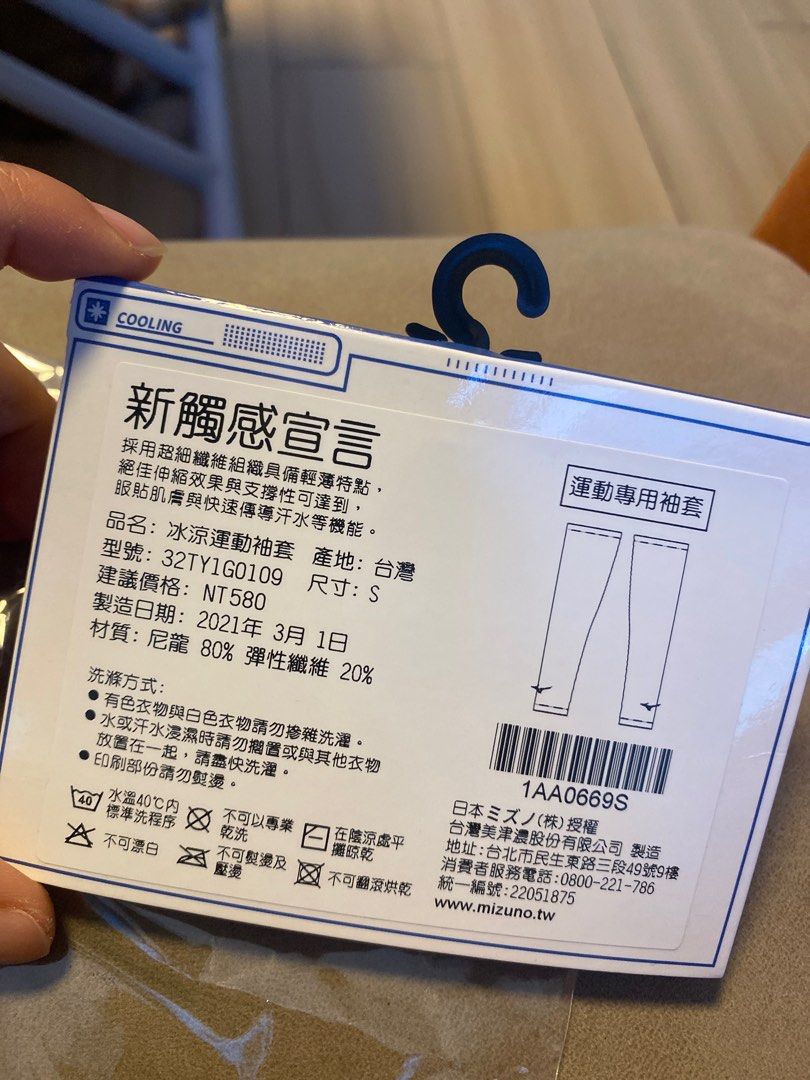 COOLING
新觸感宣言
採用超細纖維組織具備輕薄特點，
絕佳伸縮效果與支撐性可達到，
服貼肌膚與快速傳導汗水等機能。
品名: 冰涼運動袖套 產地: 台灣
型號: 32TY1G0109 尺寸: S
建議價格: NT580
製造日期: 2021年 3月 1日
材質: 尼龍 80% 彈性纖維 20%
洗滌方式:
●有色衣物與白色衣物請勿摻雜洗濯。
●水或汗水浸濕時請勿擱置或與其他衣物
放置在一起，請盡快洗濯。
●印刷部份請勿熨燙。
40
水溫40℃內
標準洗程序
不可以專業
乾洗
在陰涼處平
攤晾乾
不可漂白
不可熨燙及
壓燙
不可翻滾烘乾
運動專用袖套
1AA0669S
日本ミズノ(株)授權
台灣美津濃股份有限公司 製造
地址:台北市民生東路三段49號9樓
消費者服務電話:0800-221-786
統一編號:22051875
www.mizuno.tw